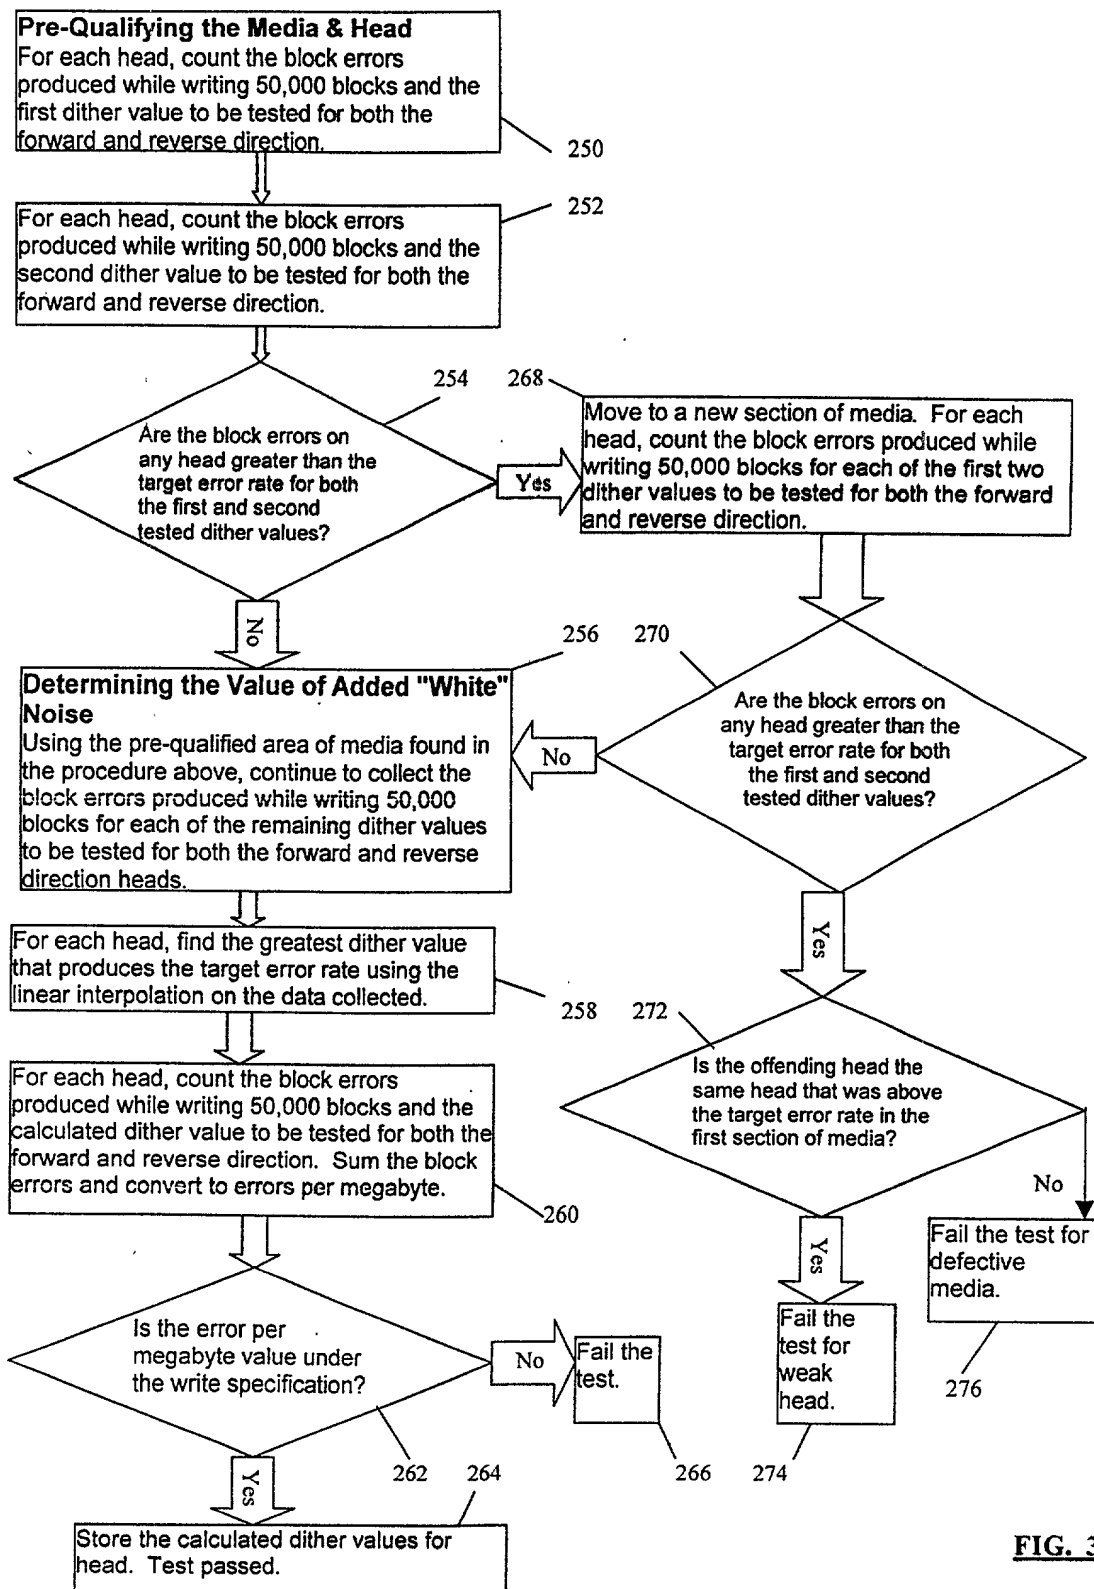 Pre-Qualifying the Media & Head
For each head, count the block errors
produced while writing 50,000 blocks and the
first dither value to be tested for both the
forward and reverse direction.
250
252
For each head, count the block errors
produced while writing 50,000 blocks and the
second dither value to be tested for both the
forward and reverse direction.
254
Are the block errors on
any head greater than the
target error rate for both
the first and second
tested dither values?
Yes
268
Move to a new section of media. For each
head, count the block errors produced while
writing 50,000 blocks for each of the first two
dither values to be tested for both the forward
and reverse direction.
No
256
270
Determining the Value of Added "White"
Noise
Using the pre-qualified area of media found in
the procedure above, continue to collect the
block errors produced while writing 50,000
blocks for each of the remaining dither values
to be tested for both the forward and reverse
direction heads.
No
Are the block errors on
any head greater than the
target error rate for both
the first and second
tested dither values?
Yes
For each head, find the greatest dither value
that produces the target error rate using the
linear interpolation on the data collected.
258
272
Is the offending head the
same head that was above
the target error rate in the
first section of media?
For each head, count the block errors
produced while writing 50,000 blocks and the
calculated dither value to be tested for both the
forward and reverse direction. Sum the block
errors and convert to errors per megabyte.
260
No
Yes
Fail the test for
defective
media.
276
Is the error per
megabyte value under
the write specification?
No
Fail the
test.
Fail the
test for
weak
head.
262
264
266
274
Yes
Store the calculated dither values for
head. Test passed.
FIG. 3